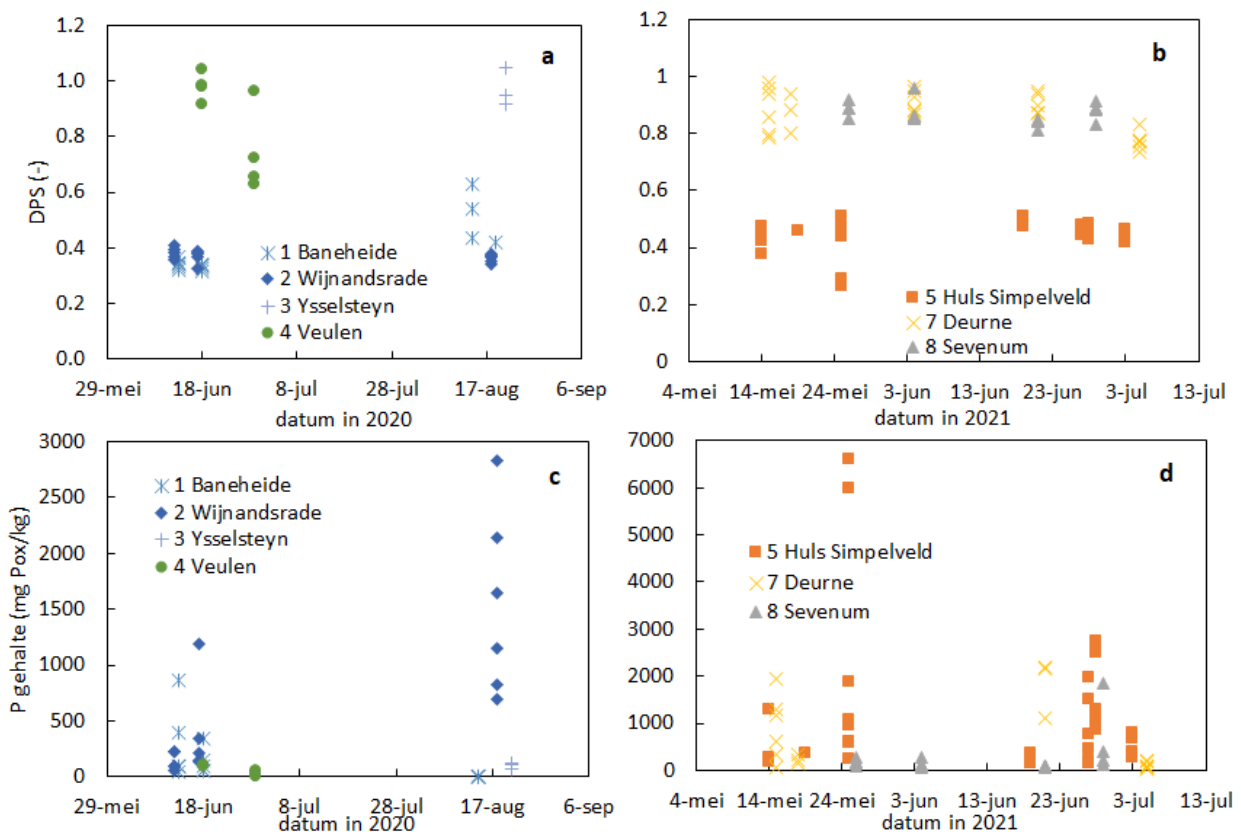 a
1.2
1.0
0.8
0.6
0.4
0.2
0.0
DPS (-)
1 Baneheide
2 Wijnandsrade
3 Ysselsteyn
4 Veulen
29-mei 18-jun 8-jul 28-jul 17-aug 6-sep
datum in 2020
b
1.2
1
0.8
0.6
0.4
0.2
0
5 Huls Simpelveld
7 Deurne
8 Sevenum
4-mei 14-mei 24-mei 3-jun 13-jun 23-jun 3-jul 13-jul
datum in 2021
c
3000
2500
2000
1500
1000
500
0
P gehalte (mg Pox/kg)
1 Baneheide
2 Wijnandsrade
3 Ysselsteyn
4 Veulen
29-mei 18-jun 8-jul 28-jul 17-aug 6-sep
datum in 2020
d
7000
6000
5000
4000
3000
2000
1000
0
5 Huls Simpelveld
7 Deurne
8 Sevenum
4-mei 14-mei 24-mei 3-jun 13-jun 23-jun 3-jul 13-jul
datum in 2021